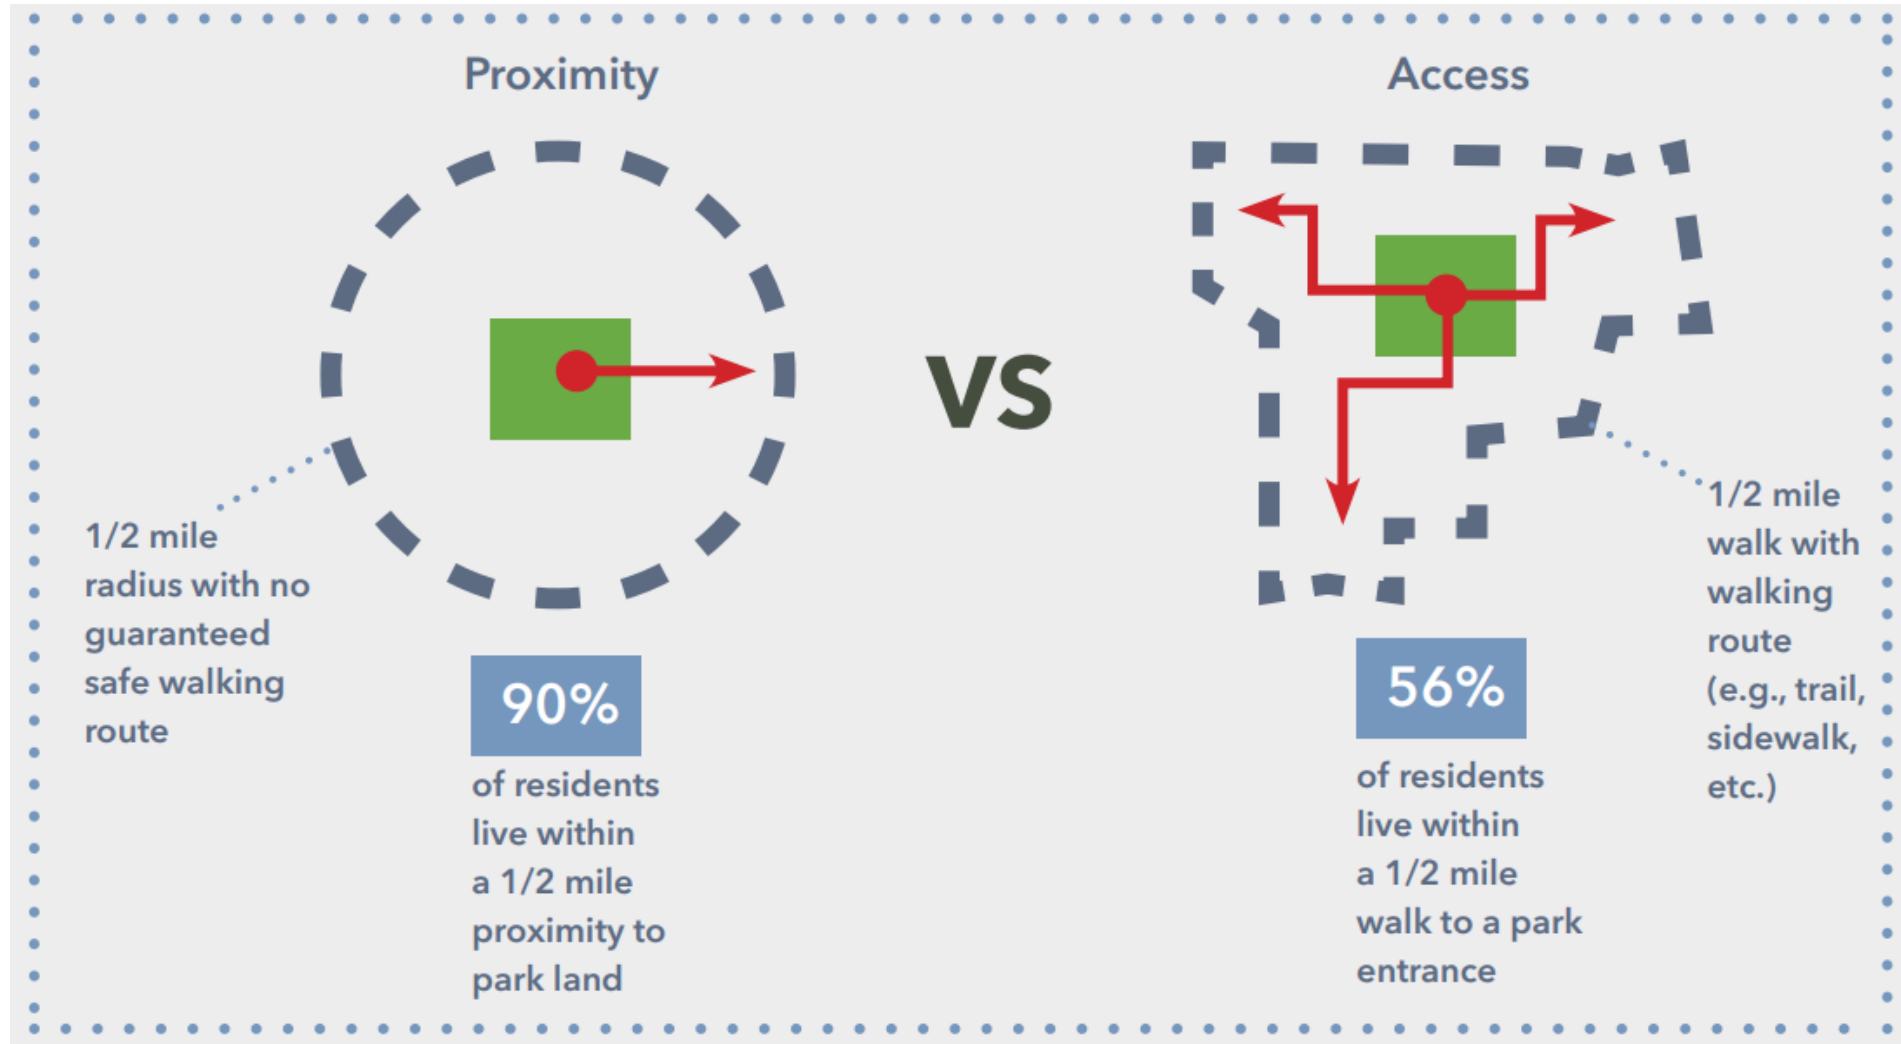 Proximity
1/2 mile
radius with no
guaranteed
safe walking
route
90%
of residents
live within
a 1/2 mile
proximity to
park land
VS
Access
1/2 mile
walk with
walking
route
(e.g., trail,
sidewalk,
etc.)
56%
of residents
live within
a 1/2 mile
walk to a park
entrance